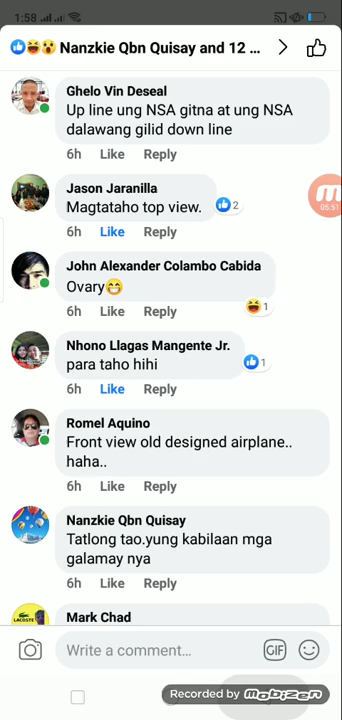 1:58
Nanzkie Qbn Quisay and 12 ...
Ghelo Vin Deseal
Up line ung NSA gitna at ung NSA
dalawang gilid down line
6h Like Reply
Jason Jaranilla
Magtataho top view.
2
6h Like Reply
05:51
John Alexander Colambo Cabida
Ovary😁
1
6h Like Reply
Nhono Llagas Mangente Jr.
para taho hihi
1
6h Like Reply
Romel Aquino
Front view old designed airplane..
haha..
6h Like Reply
Nanzkie Qbn Quisay
Tatlong tao.yung kabilaan mga
galamay nya
6h Like Reply
LACOSTE
Mark Chad
Write a comment...
GIF
Recorded by mobizen